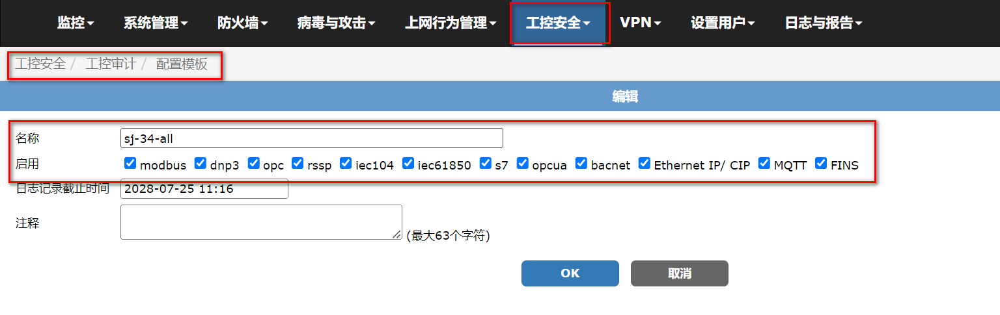 监控 系统管理 防火墙 病毒与攻击 上网行为管理 工控安全 VPN 设置用户 日志与报告
工控安全 / 工控审计 / 配置模板
编辑
名称 sj-34-all
启用 modbus dnp3 opc rssp iec104 iec61850 s7 opcua bacnet Ethernet IP/ CIP MQTT FINS
日志记录截止时间 2028-07-25 11:16
注释 (最大63个字符)
OK 取消